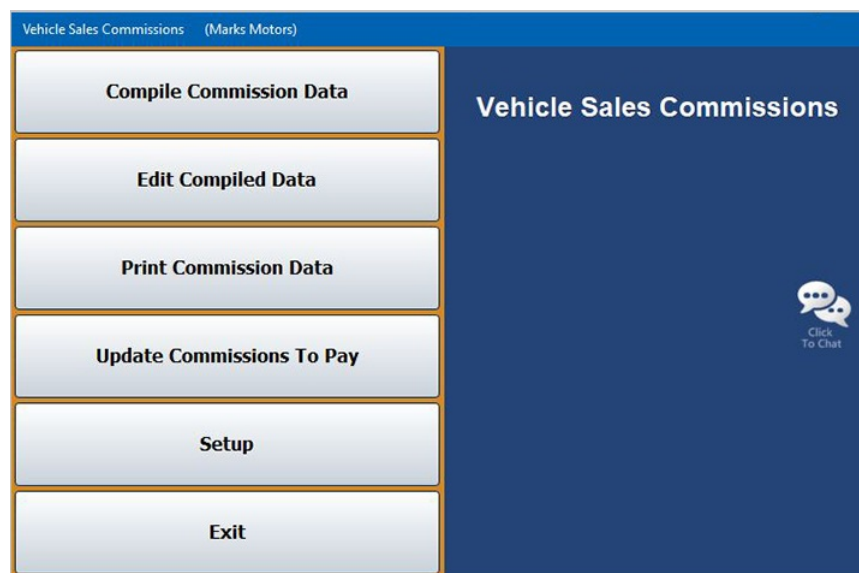 Vehicle Sales Commissions (Marks Motors)
Compile Commission Data
Edit Compiled Data
Print Commission Data
Update Commissions To Pay
Setup
Exit
Vehicle Sales Commissions
Click
To Chat